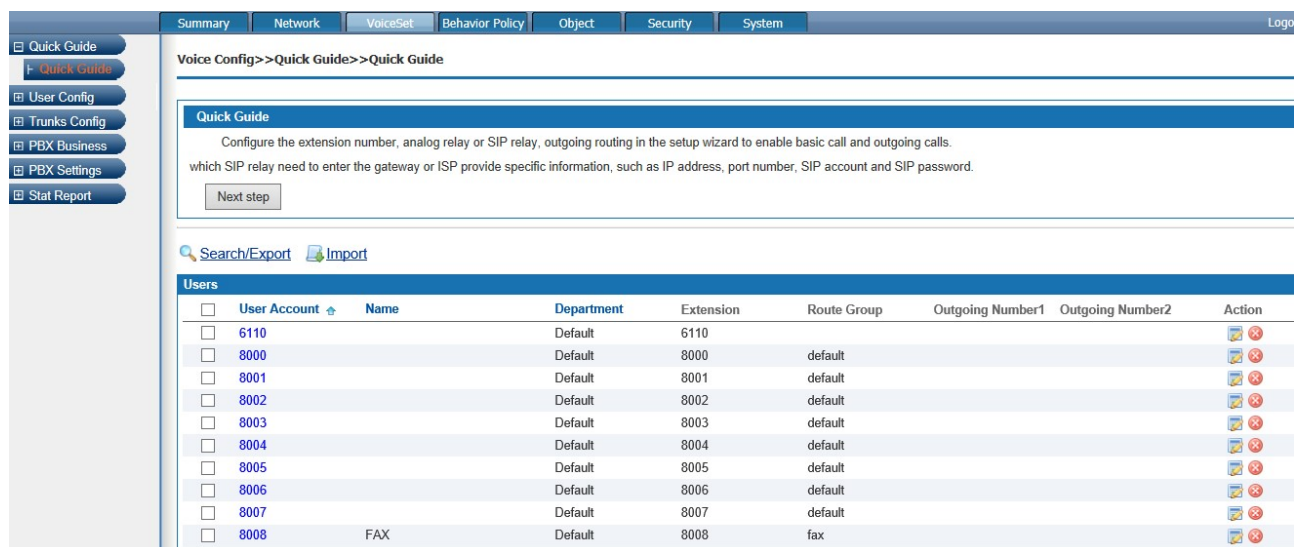 Summary Network VoiceSet Behavior Policy Object Security System Logo
Quick Guide
Quick Guide
User Config
Trunks Config
PBX Business
PBX Settings
Stat Report
Voice Config>>Quick Guide>>Quick Guide
Quick Guide
Configure the extension number, analog relay or SIP relay, outgoing routing in the setup wizard to enable basic call and outgoing calls.
which SIP relay need to enter the gateway or ISP provide specific information, such as IP address, port number, SIP account and SIP password.
Next step
Search/Export Import
Users
User Account Name Department Extension Route Group Outgoing Number1 Outgoing Number2 Action
6110 Default 6110
8000 Default 8000 default
8001 Default 8001 default
8002 Default 8002 default
8003 Default 8003 default
8004 Default 8004 default
8005 Default 8005 default
8006 Default 8006 default
8007 Default 8007 default
8008 FAX Default 8008 fax